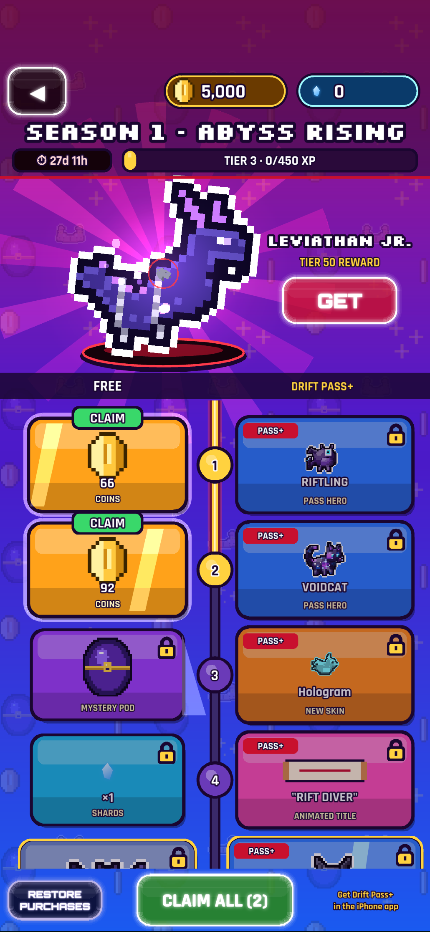 5,000
0
SEASON 1 - ABYSS RISING
27d 11h
TIER 3 · 0/450 XP
LEVIATHAN JR.
TIER 50 REWARD
GET
FREE
DRIFT PASS+
CLAIM
66
COINS
1
PASS+
RIFTLING
PASS HERO
CLAIM
92
COINS
2
PASS+
VOIDCAT
PASS HERO
MYSTERY POD
3
PASS+
Hologram
NEW SKIN
×1
SHARDS
4
PASS+
"RIFT DIVER"
ANIMATED TITLE
PASS+
RESTORE
PURCHASES
CLAIM ALL (2)
Get Drift Pass+
in the iPhone app